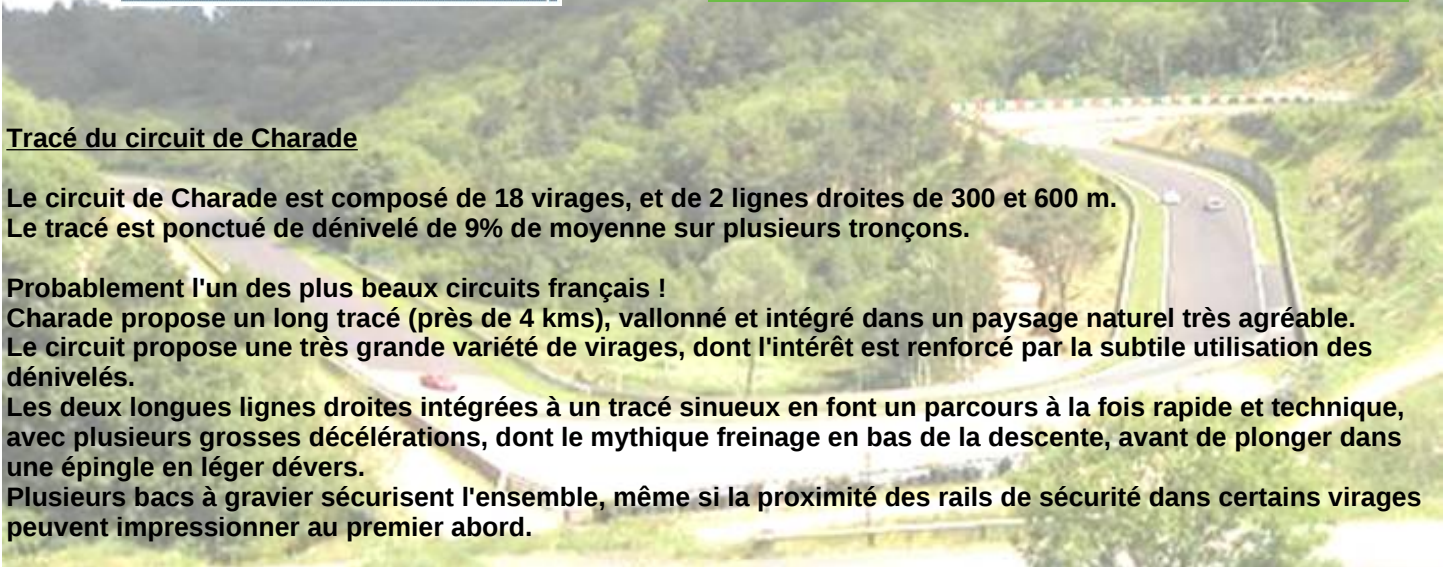 Tracé du circuit de Charade
Le circuit de Charade est composé de 18 virages, et de 2 lignes droites de 300 et 600 m.
Le tracé est ponctué de dénivelé de 9% de moyenne sur plusieurs tronçons.
Probablement l'un des plus beaux circuits français !
Charade propose un long tracé (près de 4 kms), vallonné et intégré dans un paysage naturel très agréable.
Le circuit propose une très grande variété de virages, dont l'intérêt est renforcé par la subtile utilisation des
dénivelés.
Les deux longues lignes droites intégrées à un tracé sinueux en font un parcours à la fois rapide et technique,
avec plusieurs grosses décélérations, dont le mythique freinage en bas de la descente, avant de plonger dans
une épingle en léger dévers.
Plusieurs bacs à gravier sécurisent l'ensemble, même si la proximité des rails de sécurité dans certains virages
peuvent impressionner au premier abord.